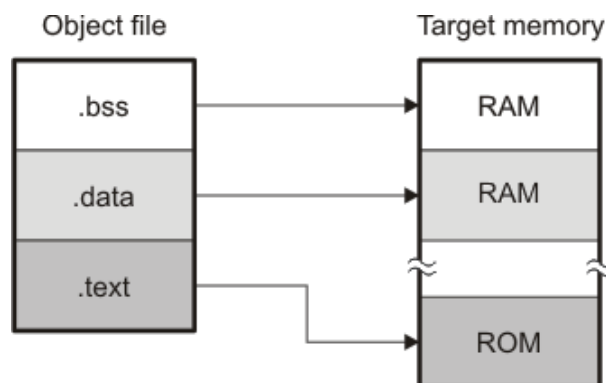 Object file
Target memory
.bss
RAM
.data
RAM
.text
ROM